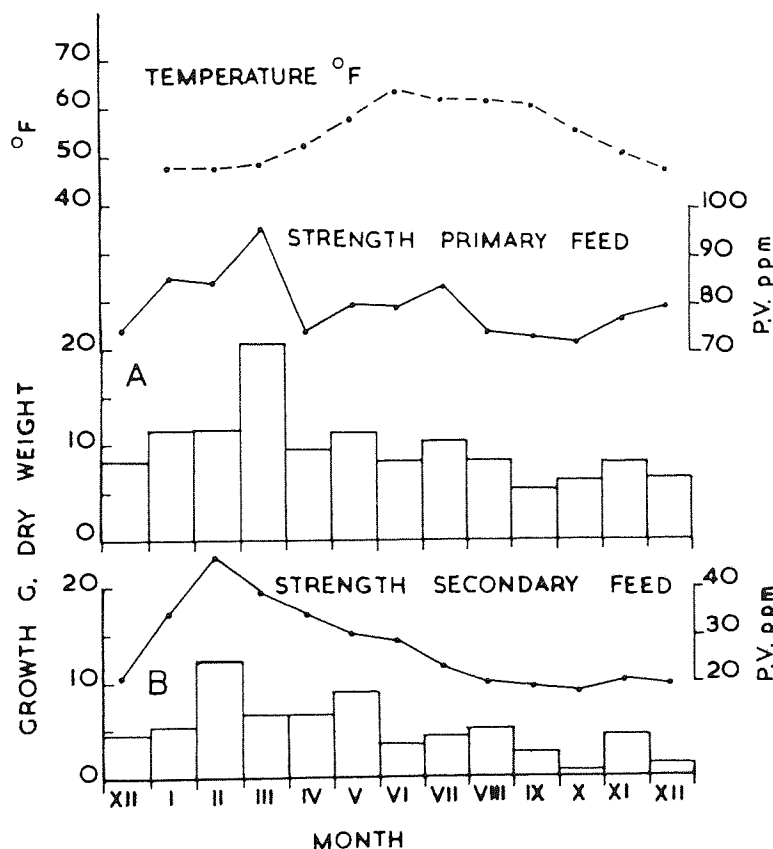 TEMPERATURE °F
°F
70
60
50
40
STRENGTH PRIMARY FEED
100
90
80
70
P.V. ppm
A
20
10
0
GROWTH G. DRY WEIGHT
STRENGTH SECONDARY FEED
40
30
20
P.V. ppm
B
20
10
0
XII I II III IV V VI VII VIII IX X XI XII
MONTH